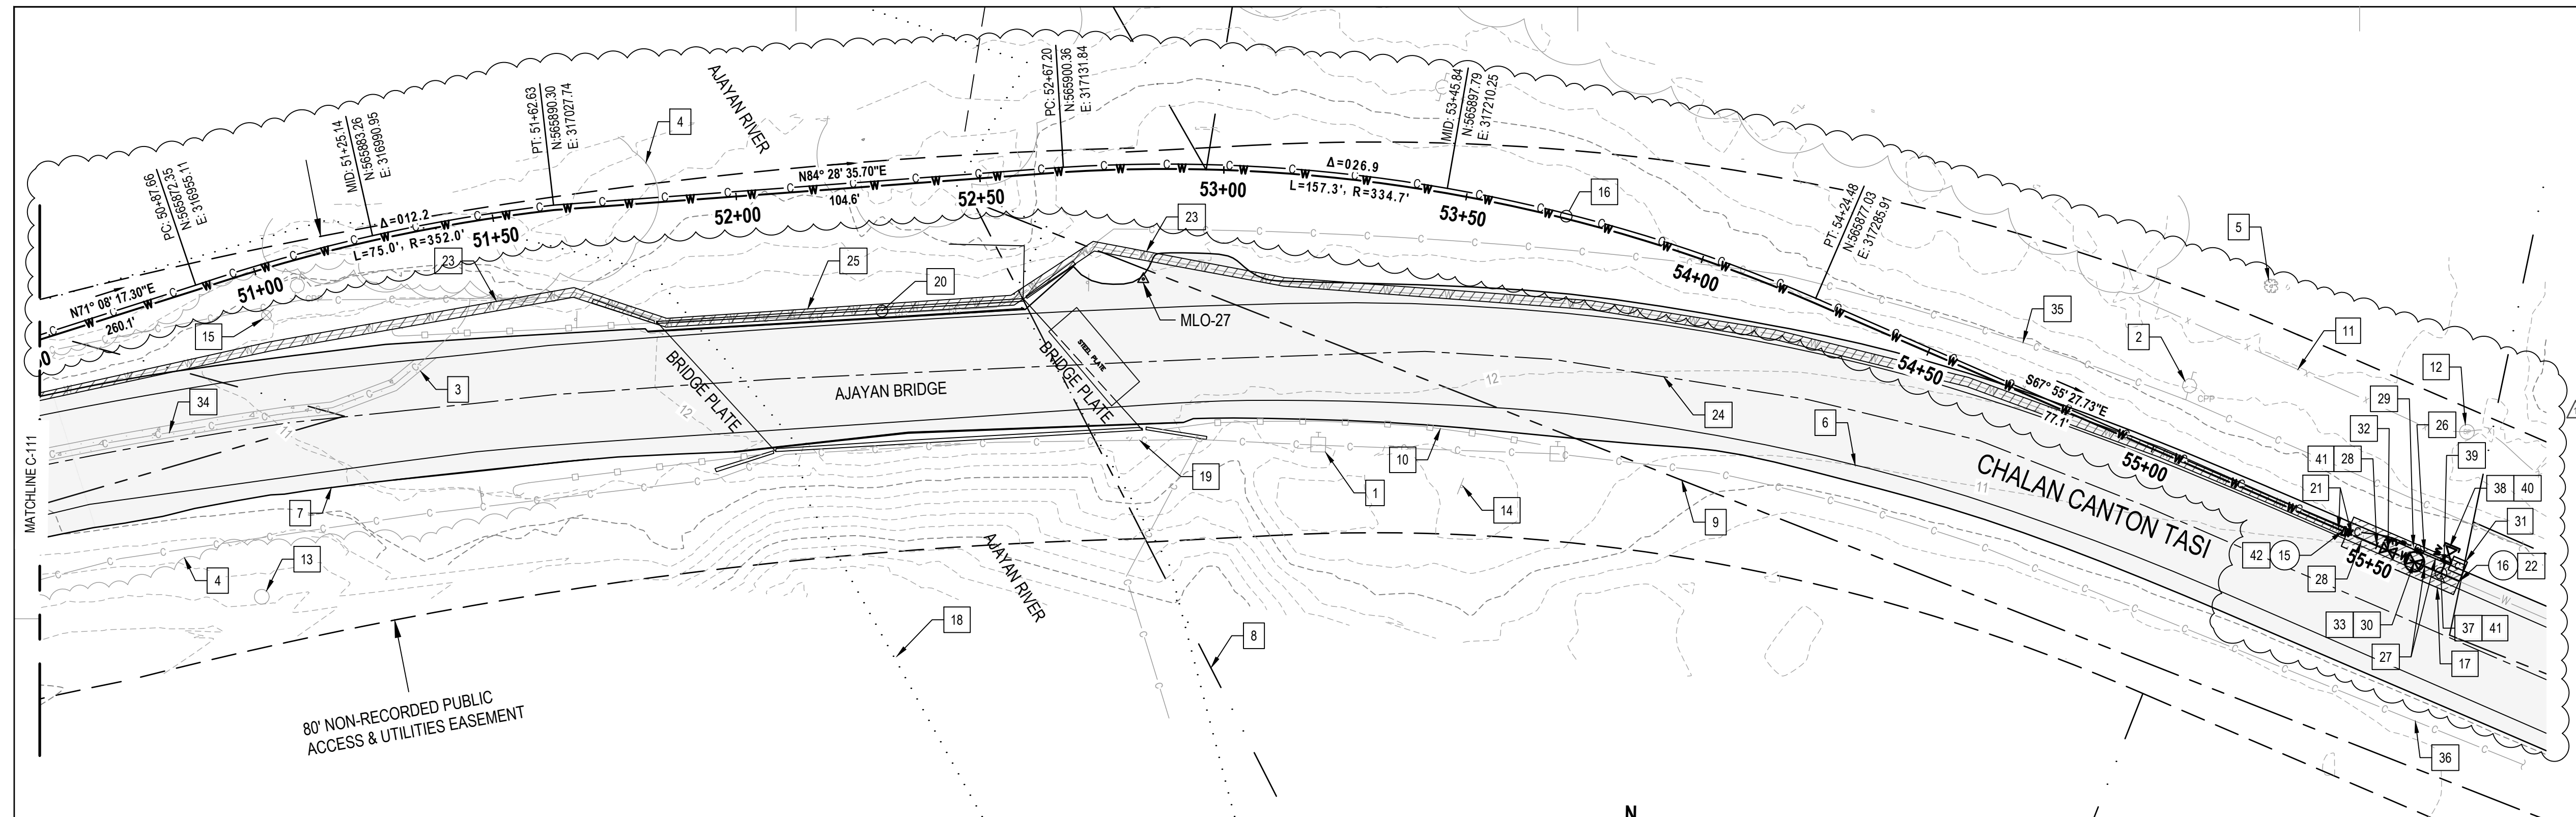 PC: 50+87.66
N:565872.35
E: 316955.11
MID: 51+25.14
N:565883.26
E: 316990.95
PT: 51+62.63
N:565890.30
E: 317027.74
4
AJAYAN RIVER
PC: 52+67.20
N:565900.36
E: 317131.84
MID: 53+45.84
N:565897.79
E: 317210.25
PT: 54+24.48
N:565877.03
E: 317285.91
N71° 08' 17.30"E
260.1'
Δ=012.2
L=75.0', R=352.0'
N84° 28' 35.70"E
104.6'
Δ=026.9
L=157.3', R=334.7'
S67° 55' 27.73"E
77.1'
51+00
51+50
52+00
52+50
53+00
53+50
54+00
54+50
55+00
55+50
16
23
23
25
20
15
MLO-27
STEEL PLATE
BRIDGE PLATE
BRIDGE PLATE
AJAYAN BRIDGE
3
34
11
12
12
11
24
6
35
5
2
CPP
11
12
29
26
32
39
41 28
21
38 40
31
42 15
28
16 22
33 30
37 41
27
17
CHALAN CANTON TASI
MATCHLINE C-111
7
13
4
19
1
10
14
9
18
8
AJAYAN RIVER
36
80' NON-RECORDED PUBLIC
ACCESS & UTILITIES EASEMENT
N